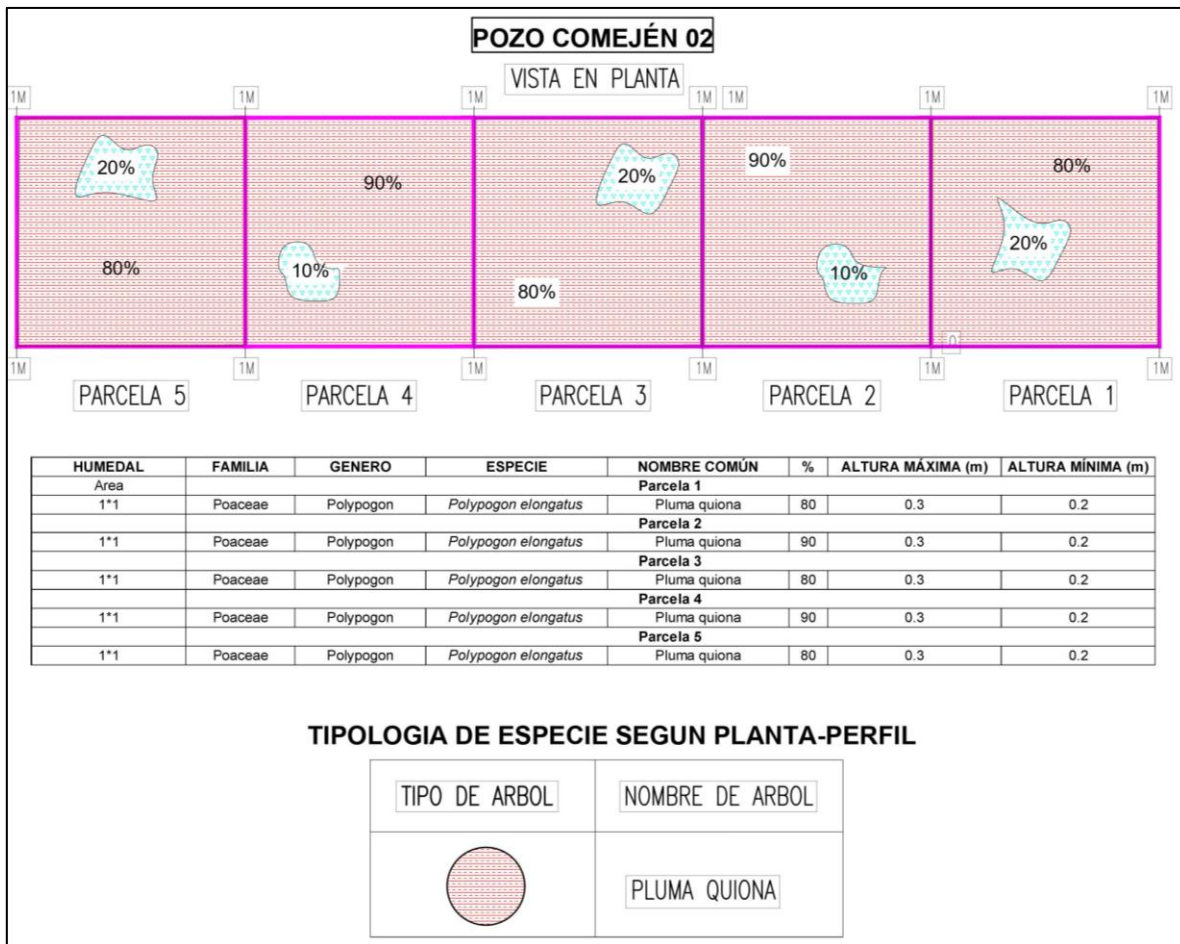 POZO COMEJÉN 02
VISTA EN PLANTA
1M 1M 1M 1M 1M 1M 1M
20% 90% 20% 90% 80%
80% 10% 80% 10% 20%
0
1M 1M 1M 1M 1M 1M
PARCELA 5 PARCELA 4 PARCELA 3 PARCELA 2 PARCELA 1
HUMEDAL FAMILIA GENERO ESPECIE NOMBRE COMÚN % ALTURA MÁXIMA (m) ALTURA MÍNIMA (m)
Area Parcela 1
1*1 Poaceae Polypogon Polypogon elongatus Pluma quiona 80 0.3 0.2
Parcela 2
1*1 Poaceae Polypogon Polypogon elongatus Pluma quiona 90 0.3 0.2
Parcela 3
1*1 Poaceae Polypogon Polypogon elongatus Pluma quiona 80 0.3 0.2
Parcela 4
1*1 Poaceae Polypogon Polypogon elongatus Pluma quiona 90 0.3 0.2
Parcela 5
1*1 Poaceae Polypogon Polypogon elongatus Pluma quiona 80 0.3 0.2
TIPOLOGIA DE ESPECIE SEGUN PLANTA-PERFIL
TIPO DE ARBOL NOMBRE DE ARBOL
PLUMA QUIONA